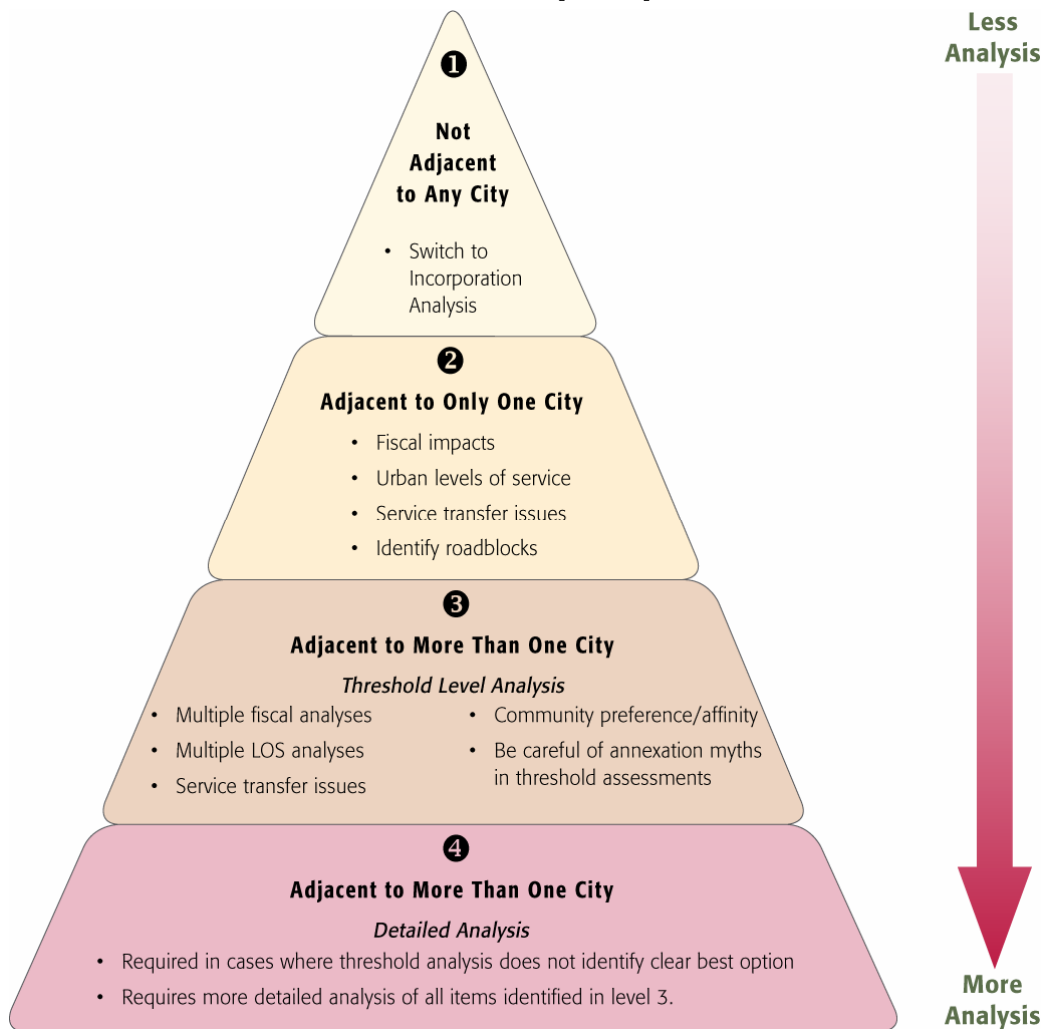 Less
Analysis
❶
Not
Adjacent
to Any City
• Switch to
Incorporation
Analysis
❷
Adjacent to Only One City
• Fiscal impacts
• Urban levels of service
• Service transfer issues
• Identify roadblocks
❸
Adjacent to More Than One City
Threshold Level Analysis
• Multiple fiscal analyses
• Multiple LOS analyses
• Service transfer issues
• Community preference/affinity
• Be careful of annexation myths
in threshold assessments
❹
Adjacent to More Than One City
Detailed Analysis
• Required in cases where threshold analysis does not identify clear best option
• Requires more detailed analysis of all items identified in level 3.
More
Analysis